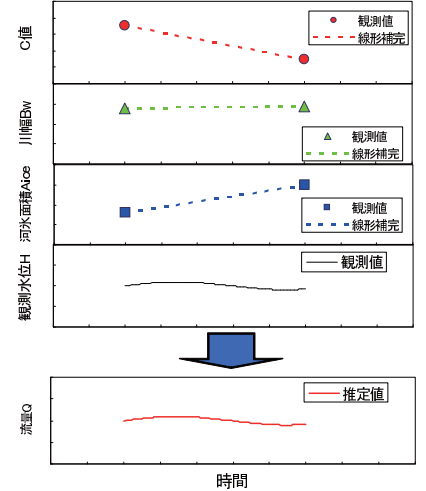 C値
観測値
線形補完
川幅Bw
観測値
線形補完
河氷面積Aice
観測値
線形補完
観測水位H
観測値
流量Q
推定値
時間